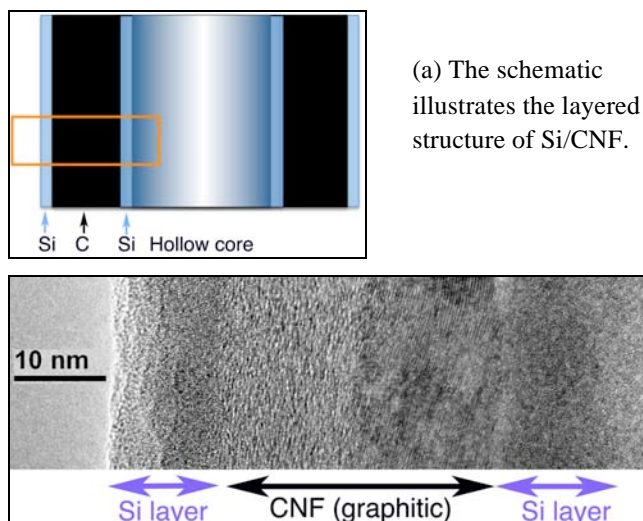 (a) The schematic
illustrates the layered
structure of Si/CNF.
Si C Si Hollow core
10 nm
Si layer CNF (graphitic) Si layer